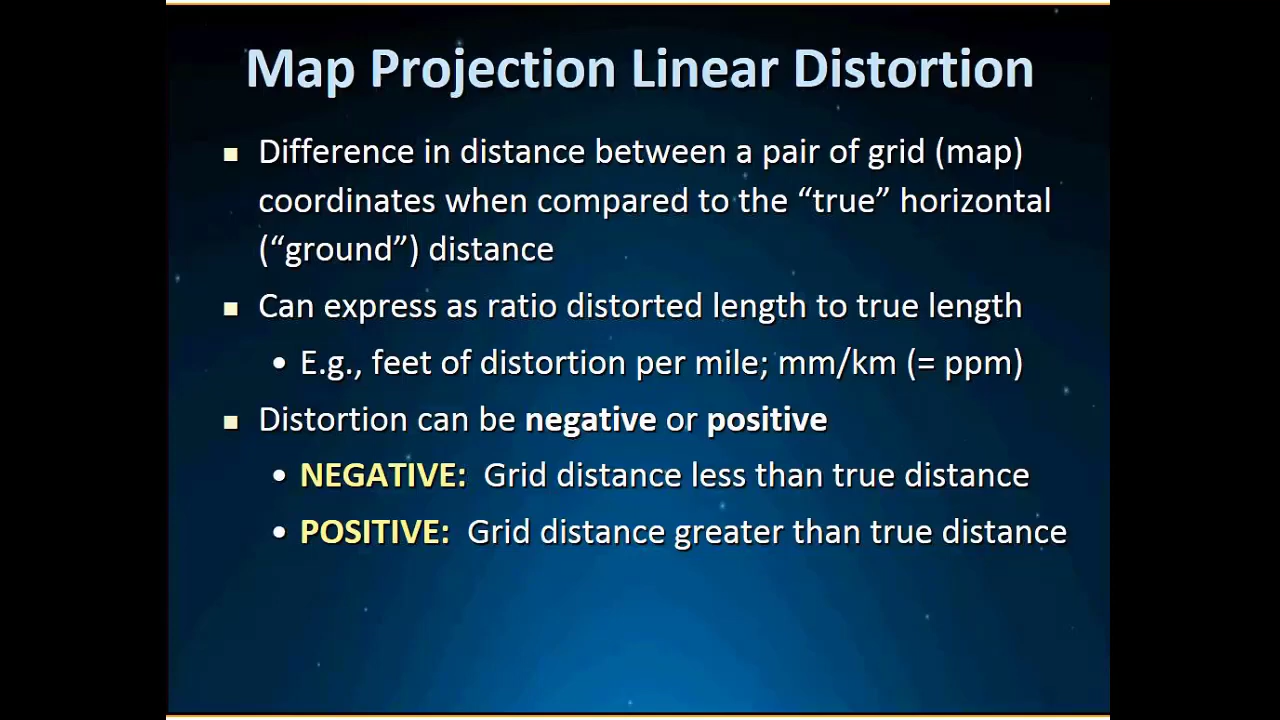 Map Projection Linear Distortion
Difference in distance between a pair of grid (map)
coordinates when compared to the “true” horizontal
(“ground”) distance
Can express as ratio distorted length to true length
• E.g., feet of distortion per mile; mm/km (= ppm)
Distortion can be negative or positive
• NEGATIVE: Grid distance less than true distance
• POSITIVE: Grid distance greater than true distance